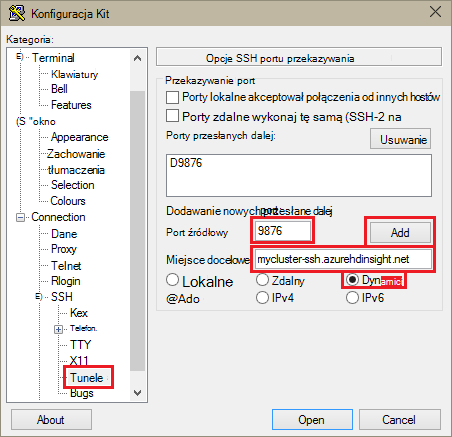 Konfiguracja Kit
Kategoria:
Terminal
Klawiatury
Bell
Features
(S "okno
Appearance
Zachowanie
tłumaczenia
Selection
Colours
Connection
Dane
Proxy
Telnet
Rlogin
SSH
Kex
Telefon.
TTY
X11
Tunele
Bugs
Opcje SSH portu przekazywania
Przekazywanie port
Porty lokalne akceptował połączenia od innych hostów
Porty zdalne wykonaj tę samą (SSH-2 na
Porty przesłanych dalej:
Usuwanie
D9876
Dodawanie nowych port przesłane dalej
Port źródłowy
9876
Add
Miejsce docelowe
mycluster-ssh.azurehdinsight.net
Lokalne
Zdalny
Dynamici
@Ado
IPv4
IPv6
About
Open
Cancel